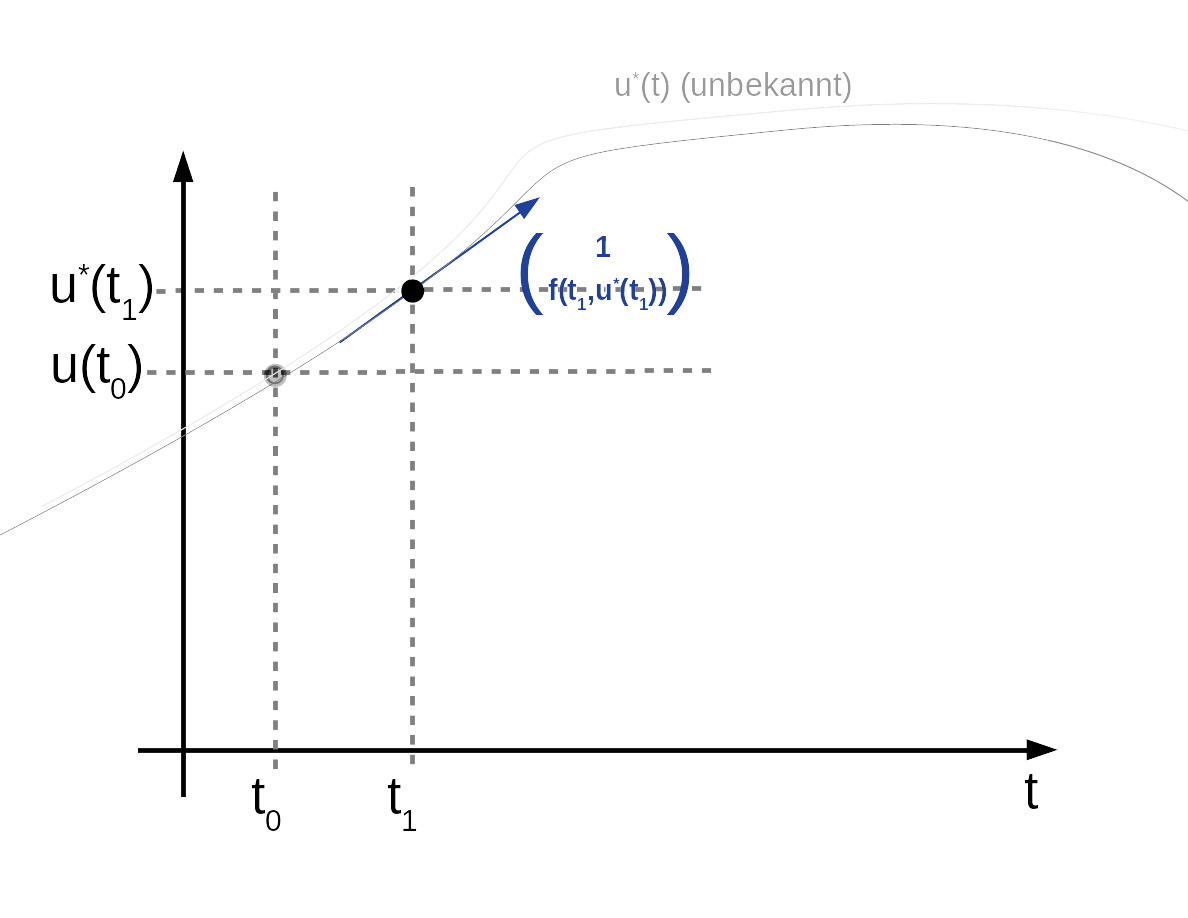 u*(t) (unbekannt)
u*(t₁)
1
f(t₁,u*(t₁))
u(t₀)
t₀
t₁
t